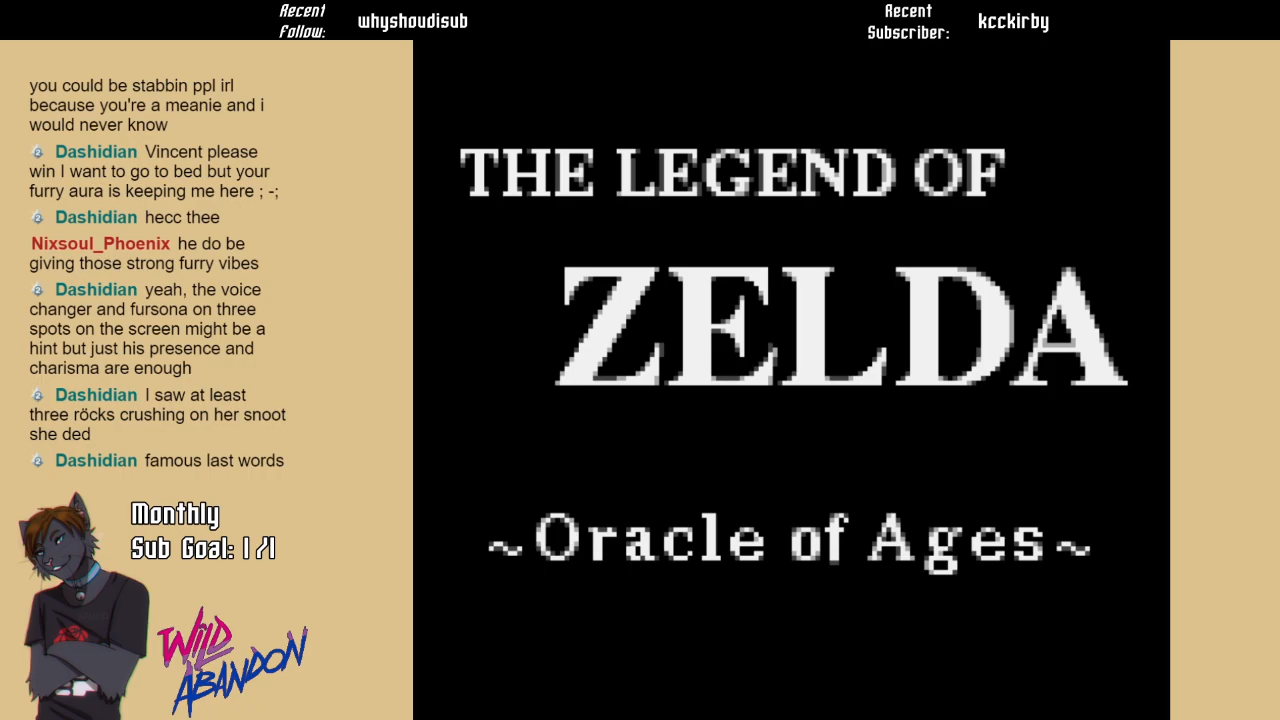 Recent
Follow:
whyshoudisub
Recent
Subscriber:
kcckirby
you could be stabbin ppl irl
because you're a meanie and i
would never know
Dashidian Vincent please
win I want to go to bed but your
furry aura is keeping me here ; -;
Dashidian hecc thee
Nixsoul_Phoenix he do be
giving those strong furry vibes
Dashidian yeah, the voice
changer and fursona on three
spots on the screen might be a
hint but just his presence and
charisma are enough
Dashidian I saw at least
three röcks crushing on her snoot
she ded
Dashidian famous last words
Monthly
Sub Goal: 1 /1
WILD
ABANDON
THE LEGEND OF
ZELDA
~Oracle of Ages~